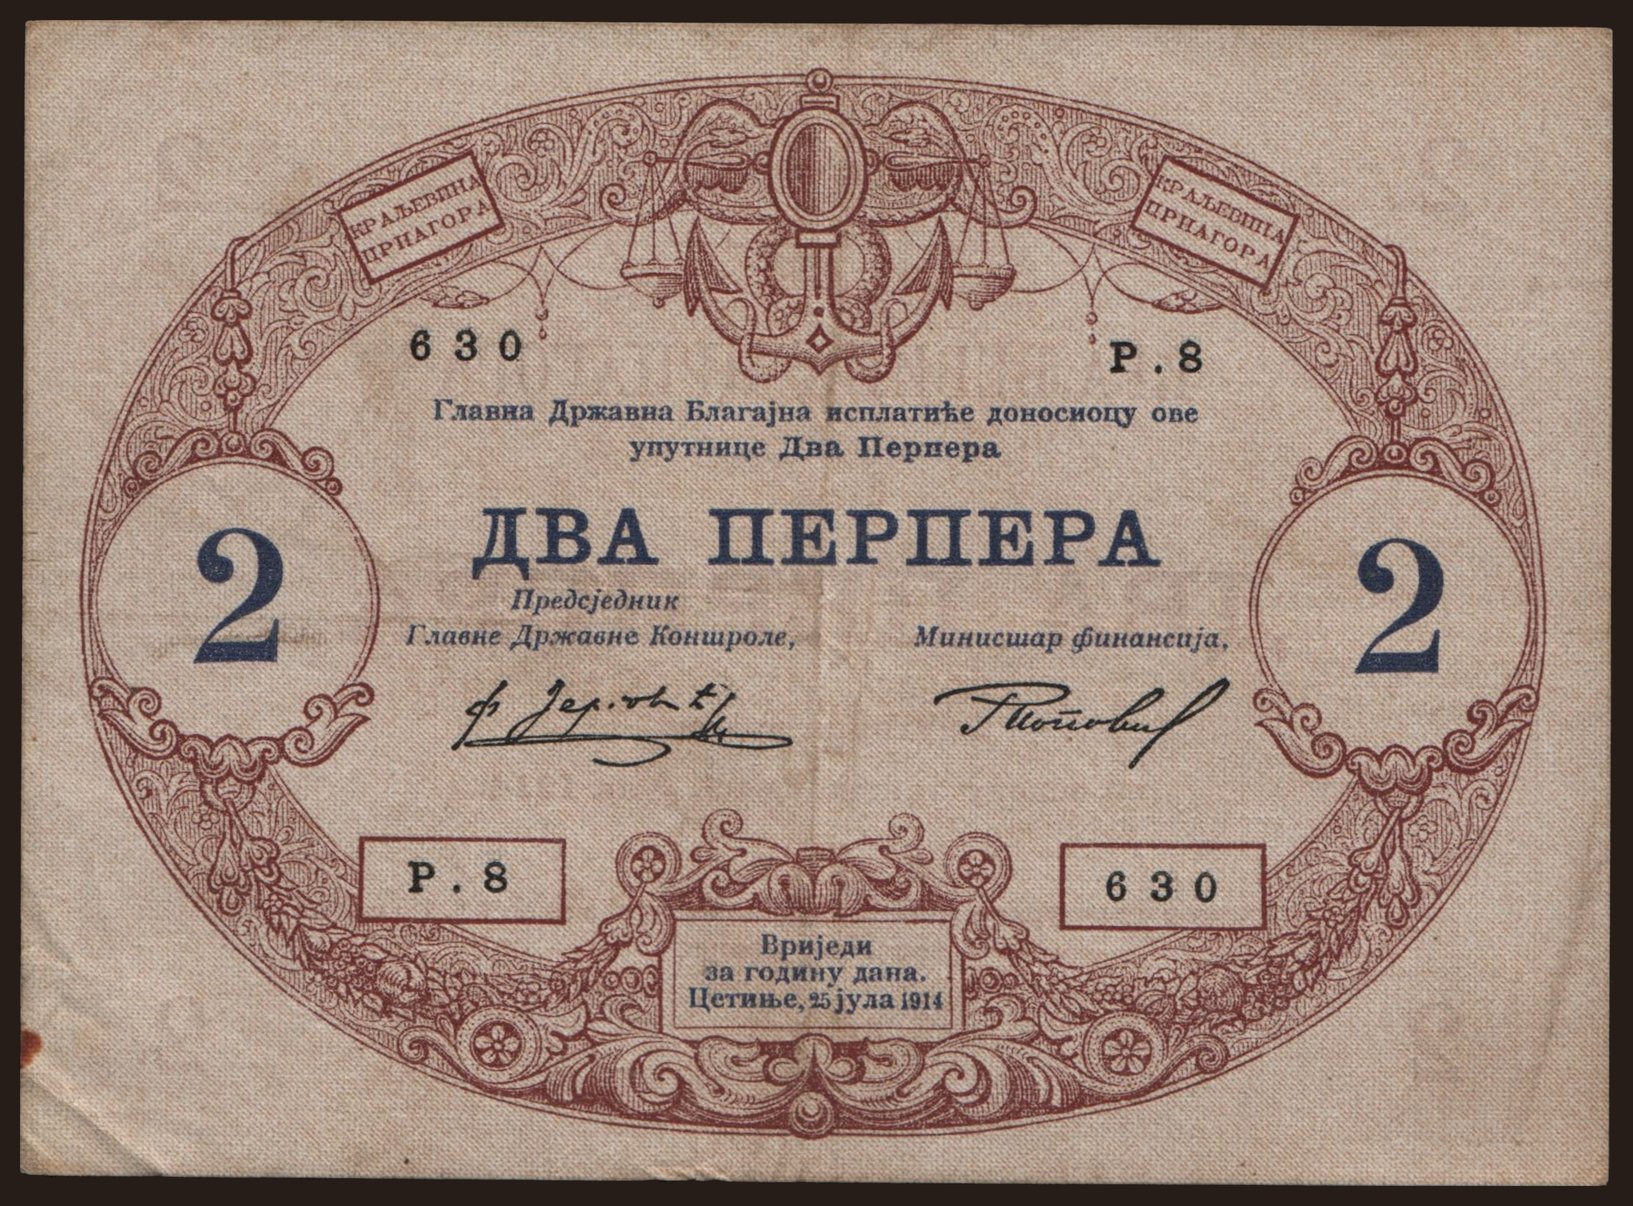 КРАЉЕВИНА
ЦРНАГОРА
КРАЉЕВИНА
ЦРНАГОРА
630
Р.8
Главна Државна Благајна исплатиће доносиоцу ове
упутнице Два Перпера
ДВА ПЕРПЕРА
2
2
Предсједник
Главне Државне Контроле,
Министар финансија,
Р.8
630
Вриједи
за годину дана.
Цетиње, 25 јула 1914